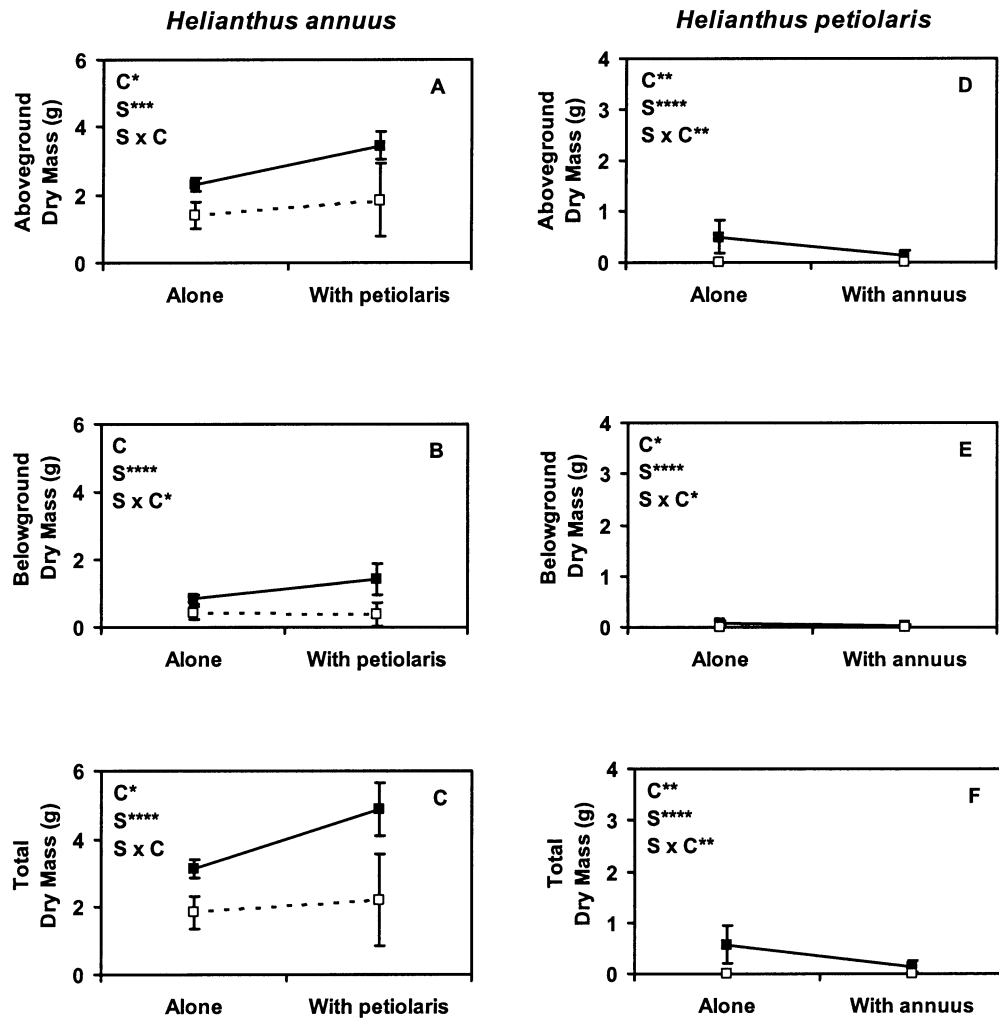 Helianthus annuus
Helianthus petiolaris
Aboveground
Dry Mass (g)
6
4
2
0
C*
S***
S x C
A
Alone
With petiolaris
Aboveground
Dry Mass (g)
4
3
2
1
0
C**
S****
S x C**
D
Alone
With annuus
Belowground
Dry Mass (g)
6
4
2
0
C
S****
S x C*
B
Alone
With petiolaris
Belowground
Dry Mass (g)
4
3
2
1
0
C*
S****
S x C*
E
Alone
With annuus
Total
Dry Mass (g)
6
4
2
0
C*
S****
S x C
C
Alone
With petiolaris
Total
Dry Mass (g)
4
3
2
1
0
C**
S****
S x C**
F
Alone
With annuus